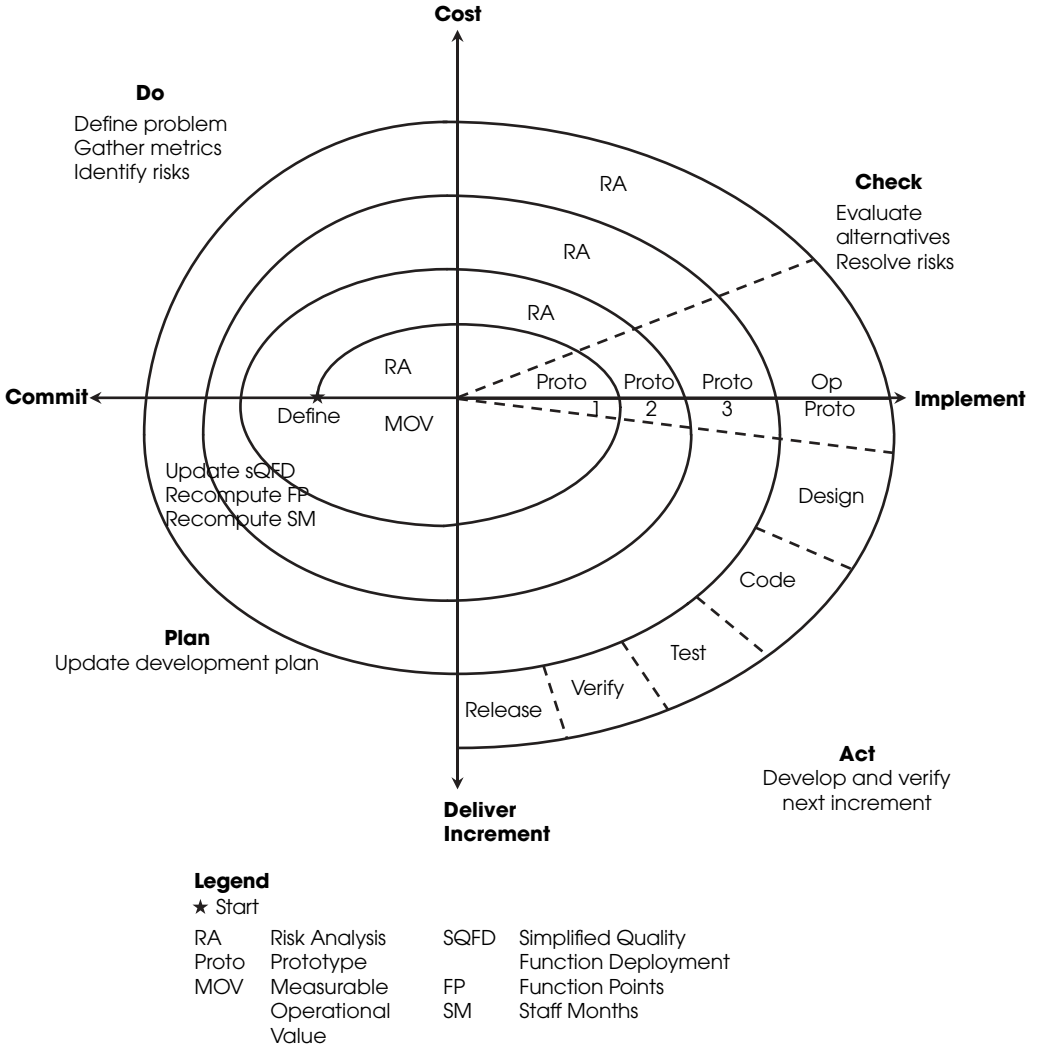 Cost
Do
Define problem
Gather metrics
Identify risks
RA
Check
Evaluate
alternatives
Resolve risks
RA
RA
RA
Commit
Define
MOV
Proto
1
Proto
2
Proto
3
Op
Proto
Implement
Update sQFD
Recompute FP
Recompute SM
Design
Code
Test
Verify
Release
Plan
Update development plan
Act
Develop and verify
next increment
Deliver
Increment
Legend
★ Start
RA Risk Analysis
Proto Prototype
MOV Measurable
Operational
Value
SQFD Simplified Quality
Function Deployment
FP Function Points
SM Staff Months